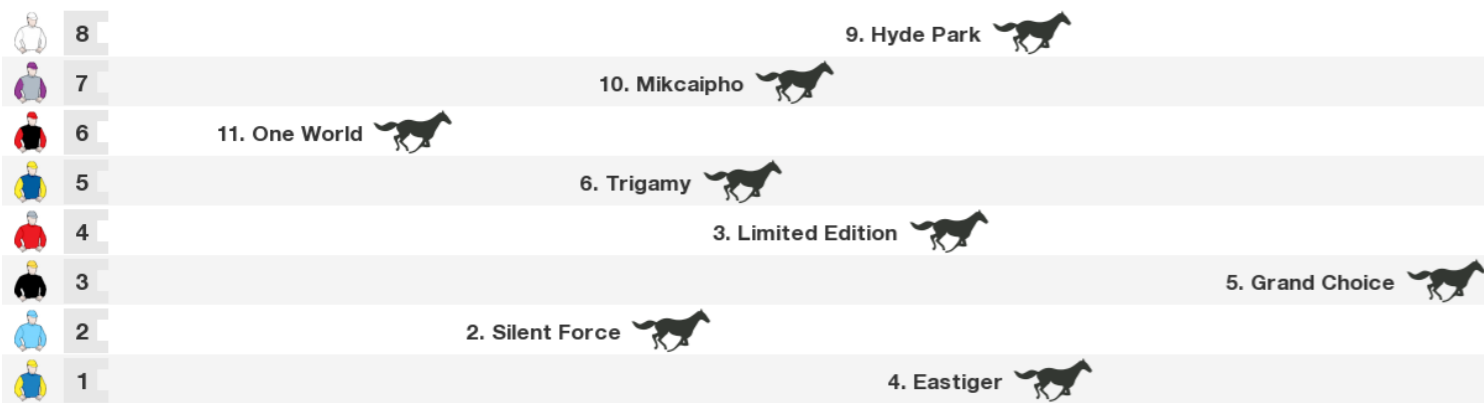 8 9. Hyde Park
7 10. Mikcaipho
6 11. One World
5 6. Trigamy
4 3. Limited Edition
3 5. Grand Choice
2 2. Silent Force
1 4. Eastiger